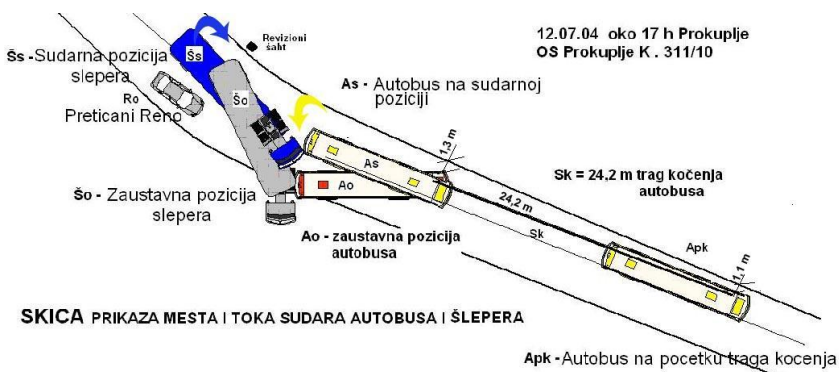 12.07.04 oko 17 h Prokuplje
OS Prokuplje K . 311/10
Revizioni
šaht
Šs
Šs - Sudarna pozicija
slepera
Ro
Preticani Reno
Šo
As - Autobus na sudarnoj
poziciji
1,3 m
As
Sk = 24,2 m trag kočenja
autobusa
Ao
24,2 m
Šo - Zaustavna pozicija
slepera
Sk
Apk
Ao - zaustavna pozicija
autobusa
1,1 m
SKICA PRIKAZA MESTA I TOKA SUDARA AUTOBUSA I ŠLEPERA
Apk - Autobus na pocetku traga kocenja